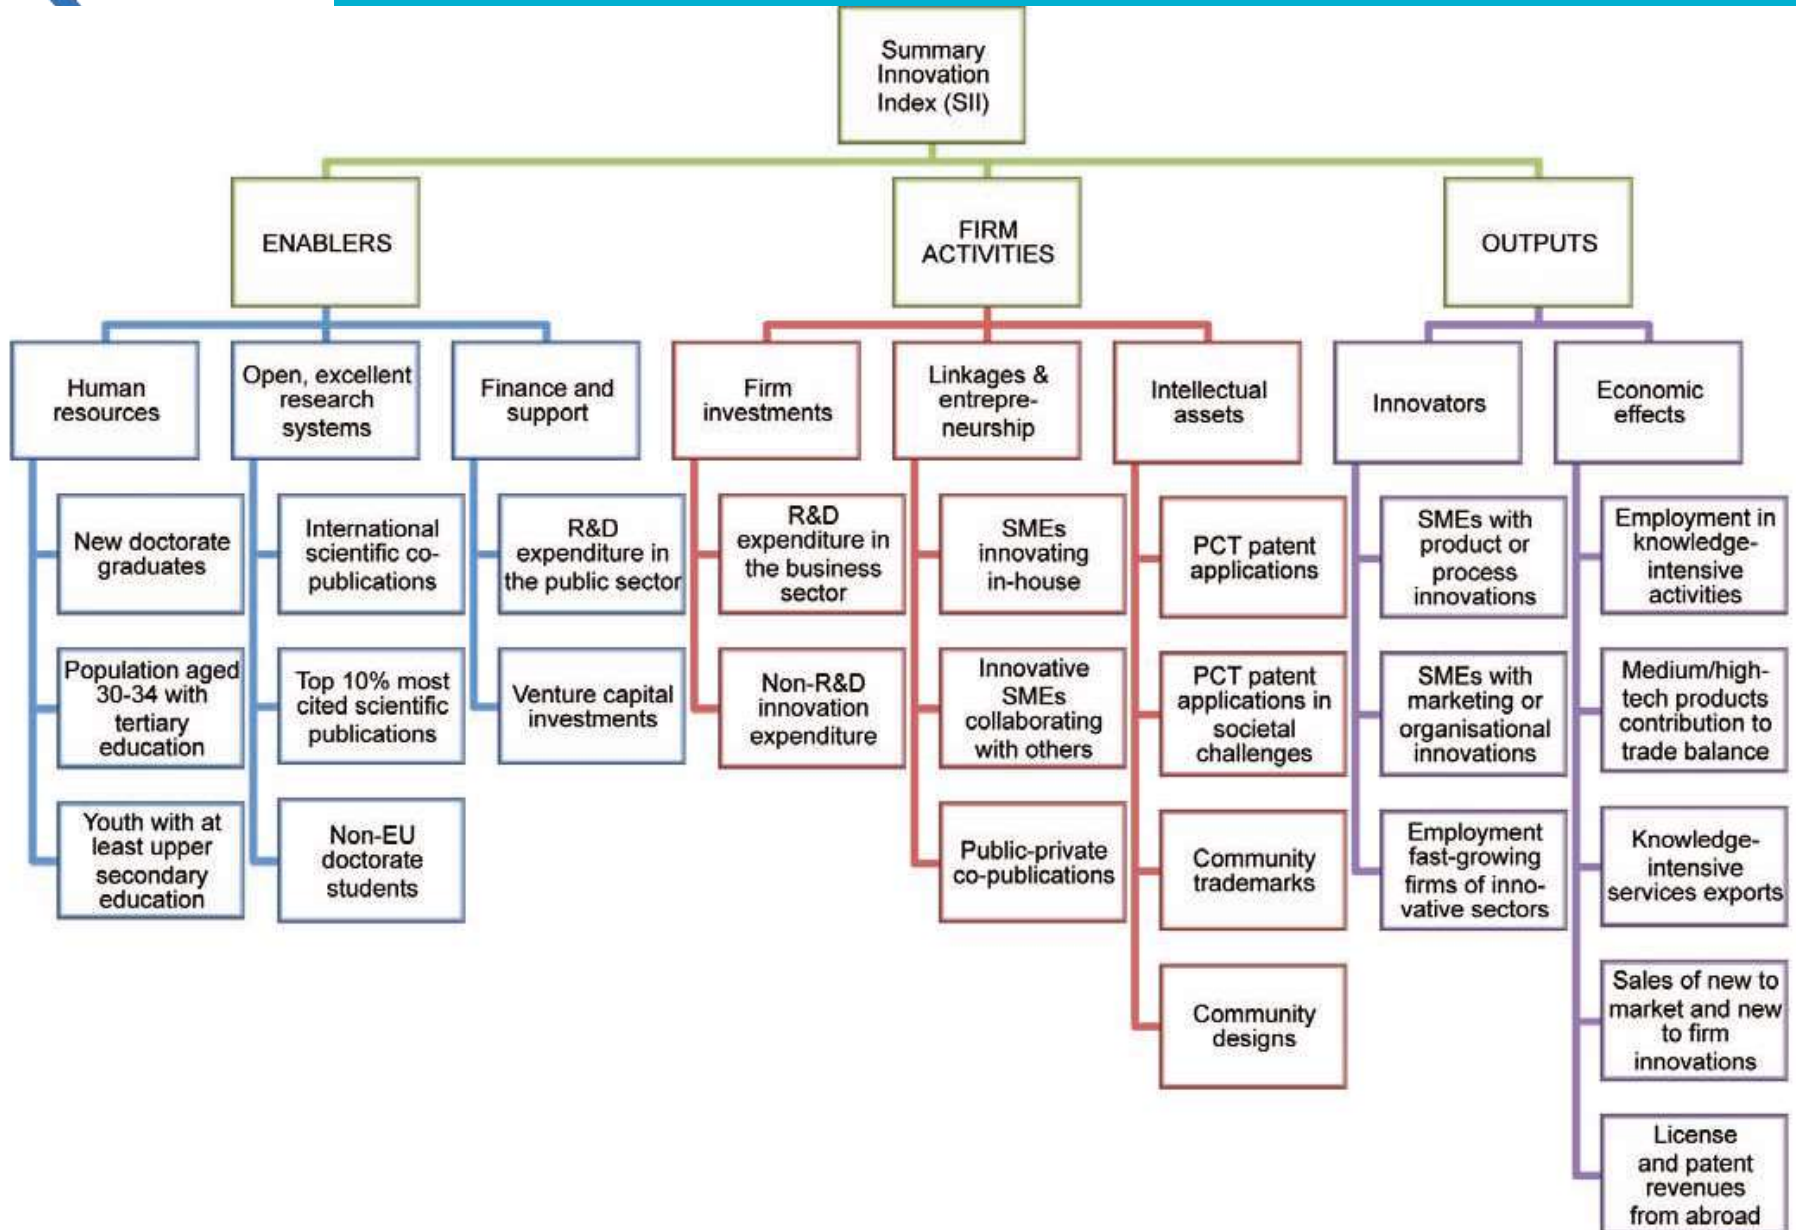 Summary
Innovation
Index (SII)
ENABLERS
FIRM
ACTIVITIES
OUTPUTS
Human
resources
Open, excellent
research
systems
Finance and
support
Firm
investments
Linkages &
entrepre-
neurship
Intellectual
assets
Innovators
Economic
effects
New doctorate
graduates
Population aged
30-34 with
tertiary
education
Youth with at
least upper
secondary
education
International
scientific co-
publications
Top 10% most
cited scientific
publications
Non-EU
doctorate
students
R&D
expenditure in
the public sector
Venture capital
investments
R&D
expenditure in
the business
sector
Non-R&D
innovation
expenditure
SMEs
innovating
in-house
Innovative
SMEs
collaborating
with others
Public-private
co-publications
PCT patent
applications
PCT patent
applications in
societal
challenges
Community
trademarks
Community
designs
SMEs with
product or
process
innovations
SMEs with
marketing or
organisational
innovations
Employment
fast-growing
firms of inno-
vative sectors
Employment in
knowledge-
intensive
activities
Medium/high-
tech products
contribution to
trade balance
Knowledge-
intensive
services exports
Sales of new to
market and new
to firm
innovations
License
and patent
revenues
from abroad